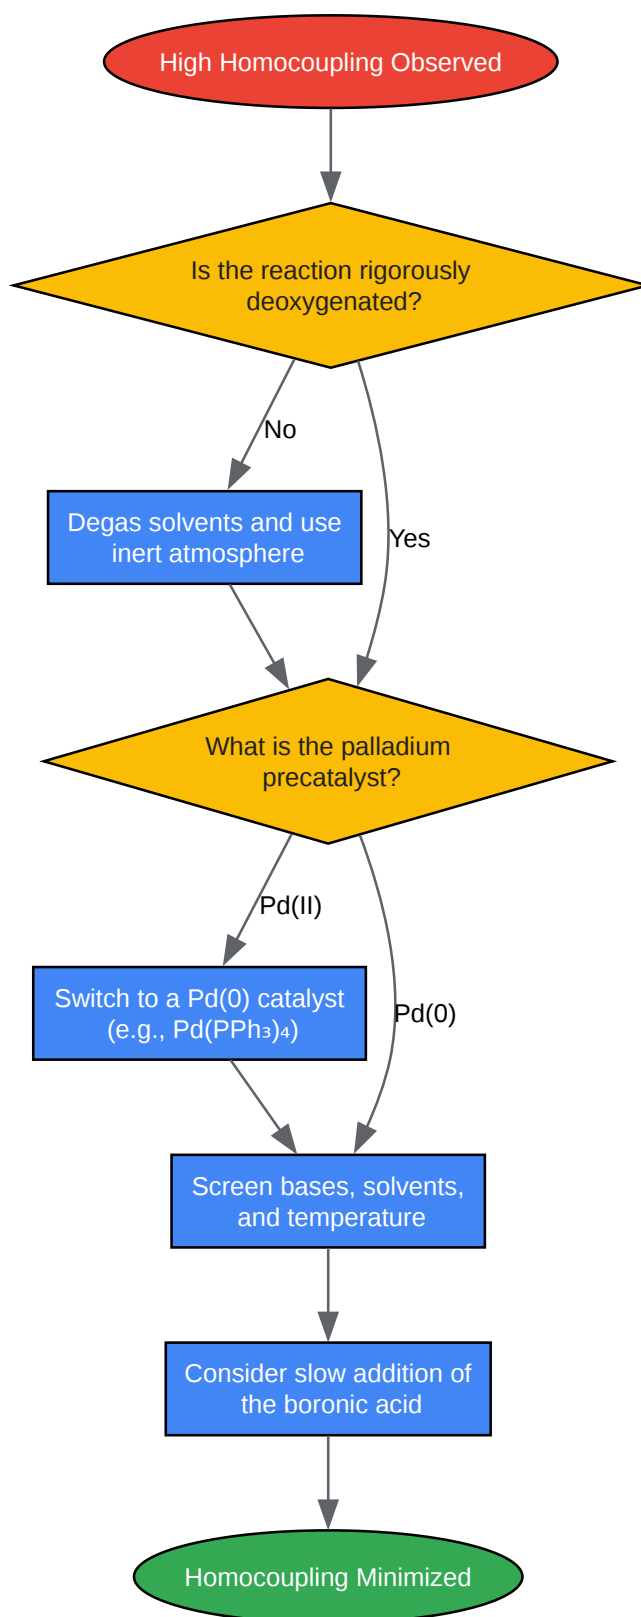 High Homocoupling Observed
Is the reaction rigorously
deoxygenated?
No
Degas solvents and use
inert atmosphere
Yes
What is the palladium
precatalyst?
Pd(II)
Switch to a Pd(0) catalyst
(e.g., Pd(PPh₃)₄)
Pd(0)
Screen bases, solvents,
and temperature
Consider slow addition of
the boronic acid
Homocoupling Minimized